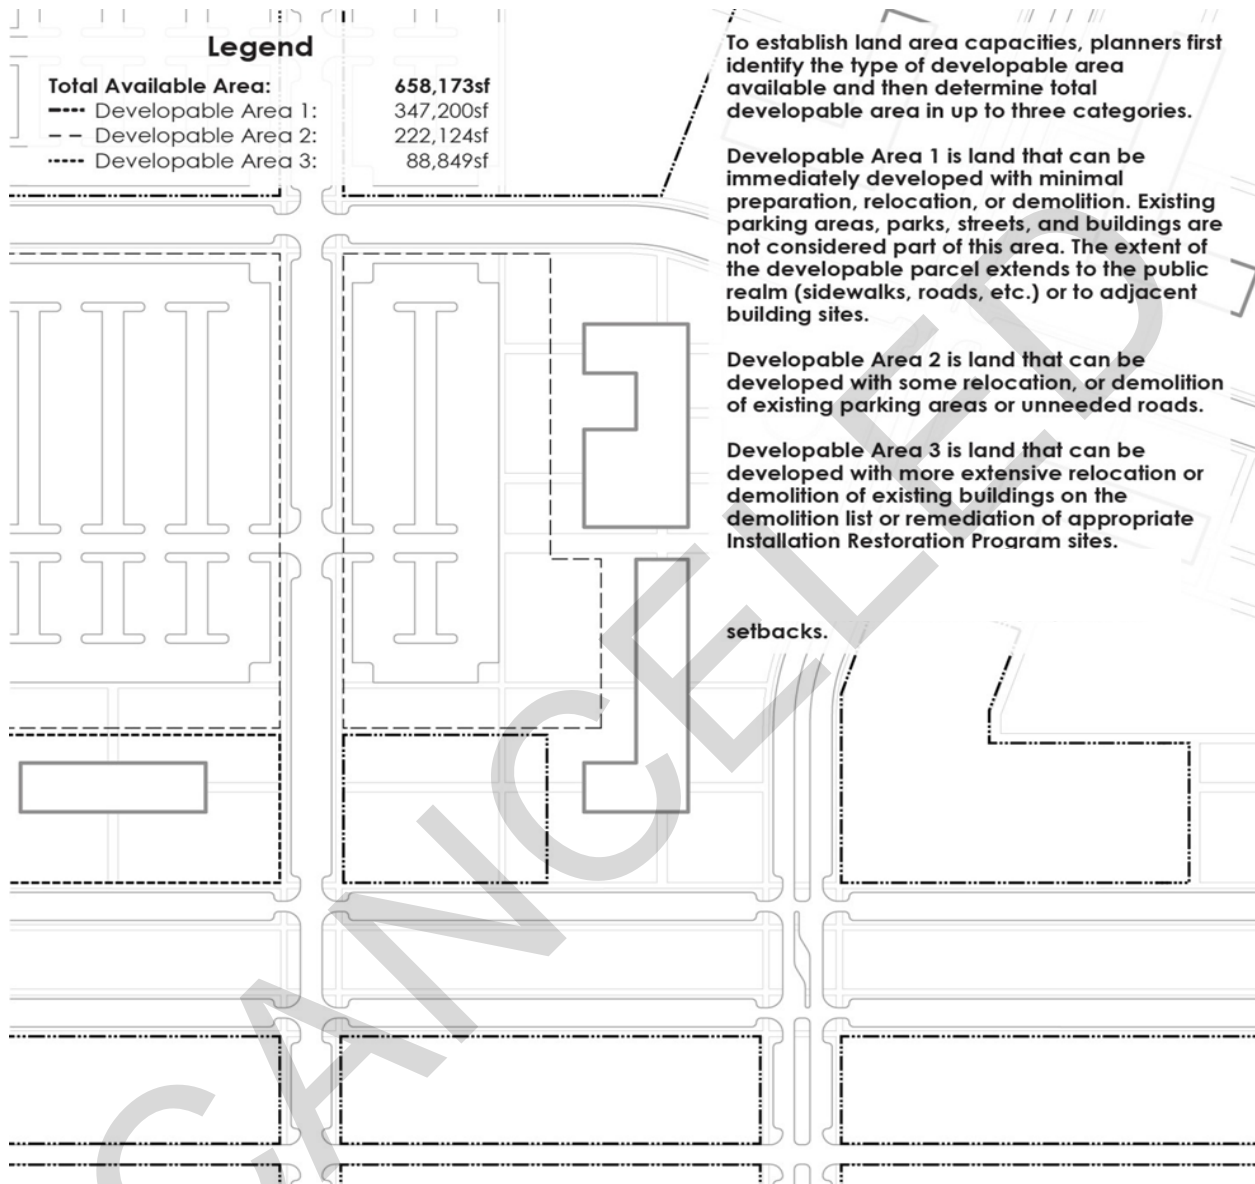 Legend
Total Available Area: 658,173sf
Developable Area 1: 347,200sf
Developable Area 2: 222,124sf
Developable Area 3: 88,849sf
To establish land area capacities, planners first
identify the type of developable area
available and then determine total
developable area in up to three categories.
Developable Area 1 is land that can be
immediately developed with minimal
preparation, relocation, or demolition. Existing
parking areas, parks, streets, and buildings are
not considered part of this area. The extent of
the developable parcel extends to the public
realm (sidewalks, roads, etc.) or to adjacent
building sites.
Developable Area 2 is land that can be
developed with some relocation, or demolition
of existing parking areas or unneeded roads.
Developable Area 3 is land that can be
developed with more extensive relocation or
demolition of existing buildings on the
demolition list or remediation of appropriate
Installation Restoration Program sites.
setbacks.
CANCELED